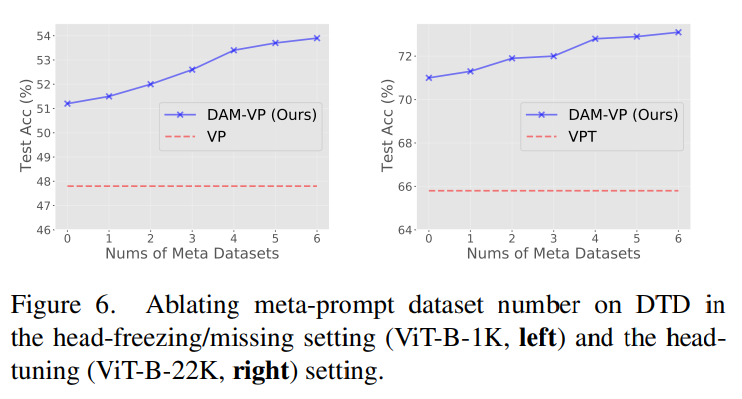 54
53
52
51
50
49
48
47
46
Test Acc (%)
DAM-VP (Ours)
VP
0 1 2 3 4 5 6
Nums of Meta Datasets
72
70
68
66
64
Test Acc (%)
DAM-VP (Ours)
VPT
0 1 2 3 4 5 6
Nums of Meta Datasets
Figure 6. Ablating meta-prompt dataset number on DTD in
the head-freezing/missing setting (ViT-B-1K, left) and the head-
tuning (ViT-B-22K, right) setting.